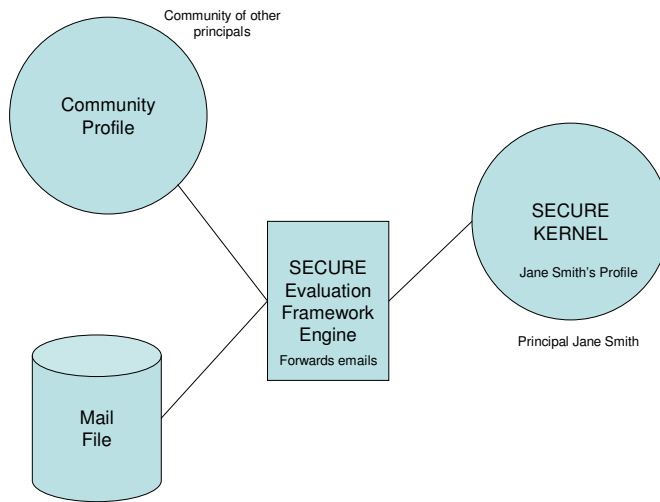 Community of other
principals
Community
Profile
SECURE
Evaluation
Framework
Engine
Forwards emails
SECURE
KERNEL
Jane Smith's Profile
Principal Jane Smith
Mail
File